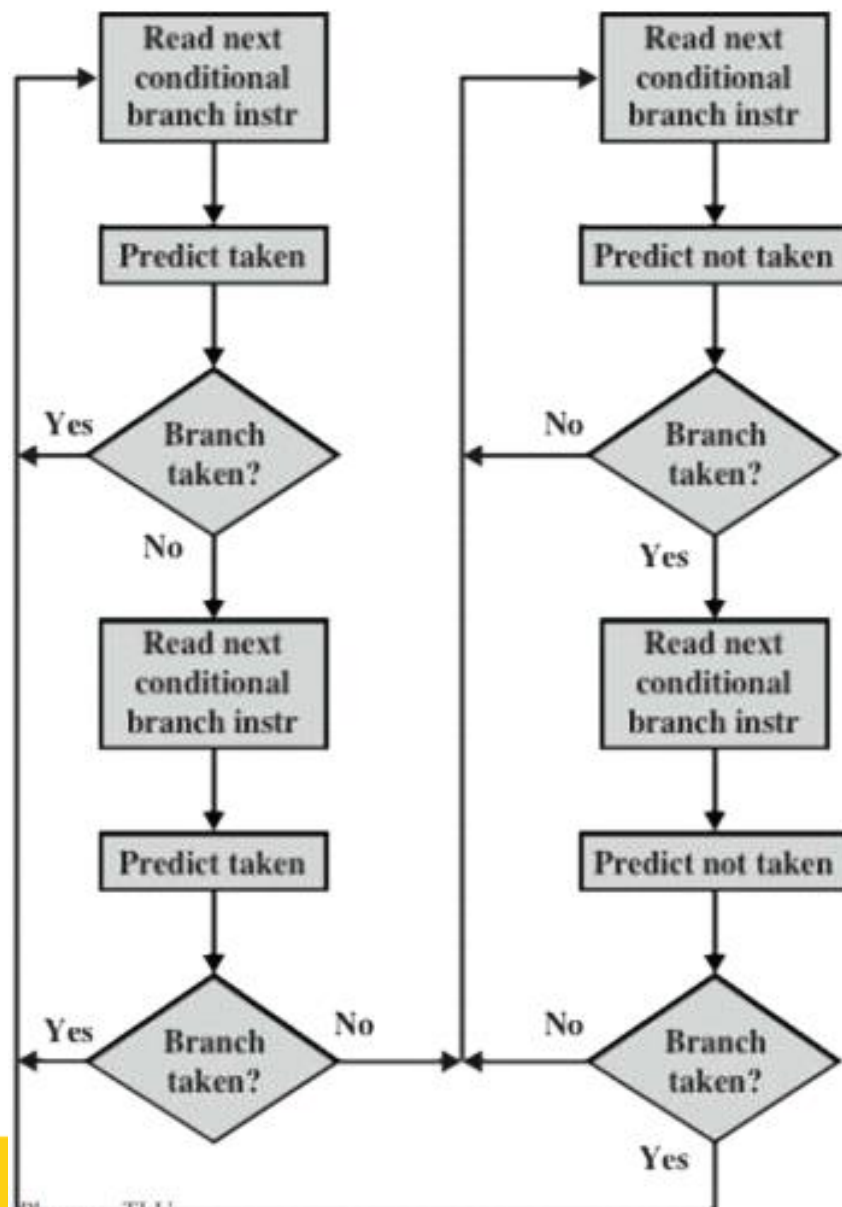 Read next
conditional
branch instr
Predict taken
Yes
Branch
taken?
No
Read next
conditional
branch instr
Predict taken
Yes
Branch
taken?
No
Read next
conditional
branch instr
Predict not taken
No
Branch
taken?
Yes
Read next
conditional
branch instr
Predict not taken
No
Branch
taken?
Yes